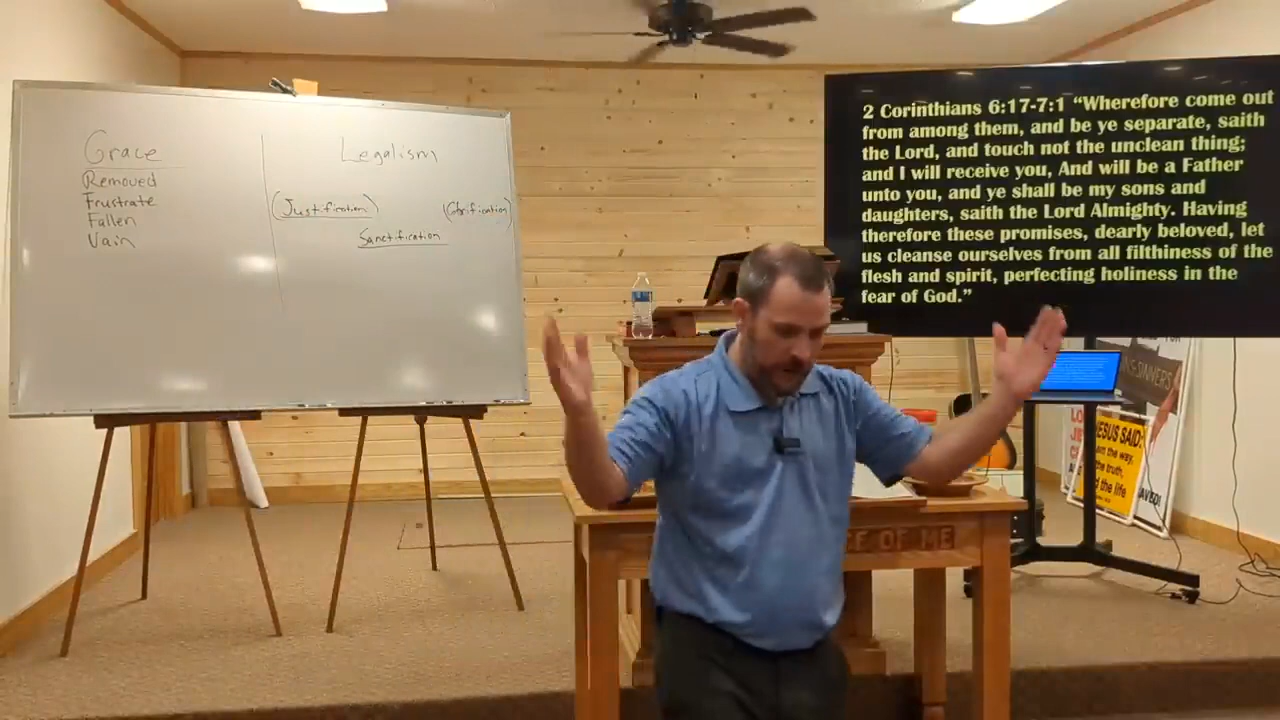 Grace
Removed
Frustrate
Fallen
Vain
Legalism
(Justification)
(Glorification)
Sanctification
2 Corinthians 6:17-7:1 “Wherefore come out
from among them, and be ye separate, saith
the Lord, and touch not the unclean thing;
and I will receive you, And will be a Father
unto you, and ye shall be my sons and
daughters, saith the Lord Almighty. Having
therefore these promises, dearly beloved, let
us cleanse ourselves from all filthiness of the
flesh and spirit, perfecting holiness in the
fear of God.”
OF ME
SINNERS
JESUS SAID:
am the way,
the truth,
the life